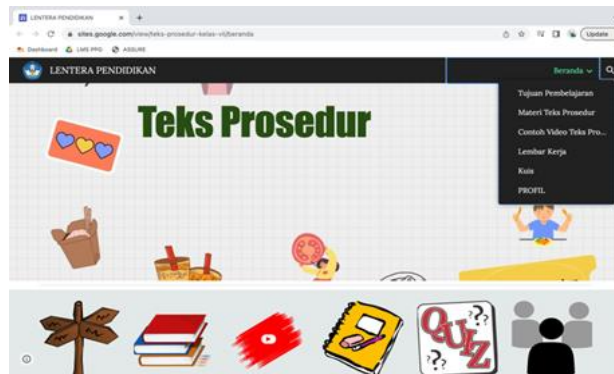 LENTERA PENDIDIKAN
sites.google.com/view/teks-prosedur-kelas-vii/beranda
Update
Dashboard LMS PPG ASSURE
LENTERA PENDIDIKAN
Beranda
Tujuan Pembelajaran
Materi Teks Prosedur
Contoh Video Teks Pro...
Lembar Kerja
Kuis
PROFIL
Teks Prosedur
QUIZ